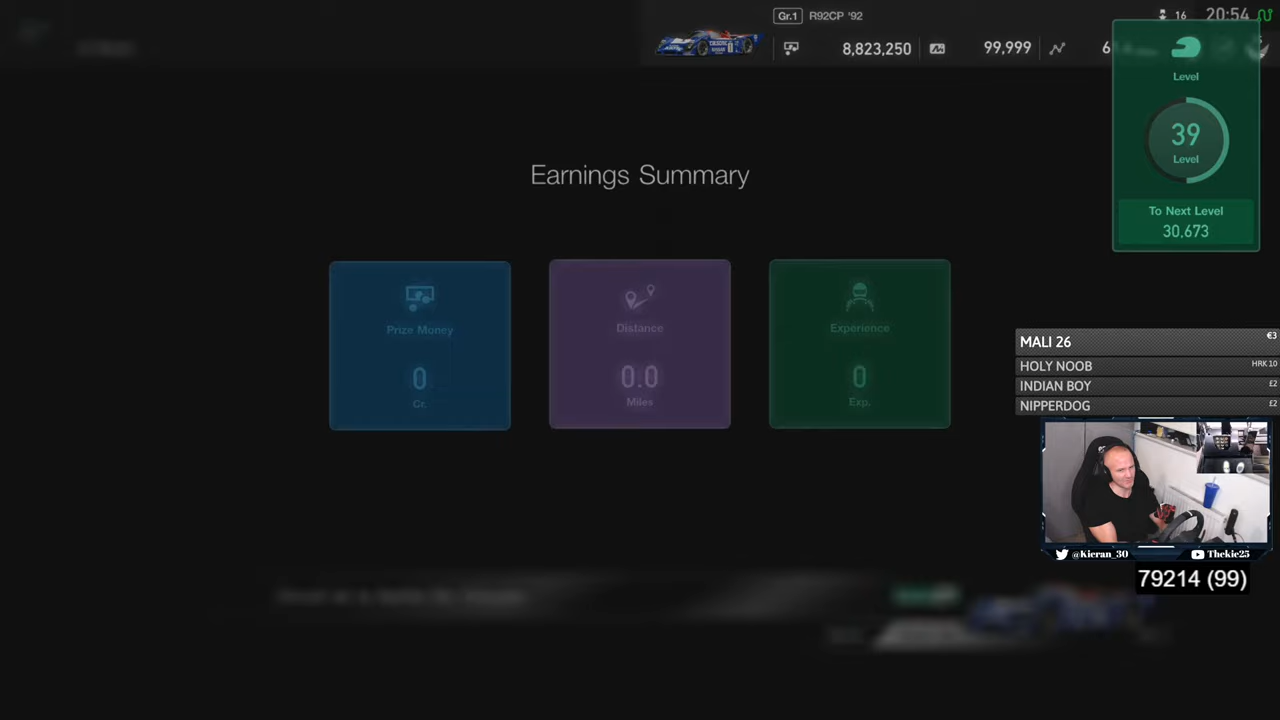 Gr.1 R92CP '92
16 20:54
8,823,250 99,999
Level
39
Level
To Next Level
30,673
Earnings Summary
Prize Money
0
Cr.
Distance
0.0
Miles
Experience
0
Exp.
MALI 26 €3
HOLY NOOB HRK 10
INDIAN BOY £2
NIPPERDOG £2
@Kieran_30 Thekie25
79214 (99)